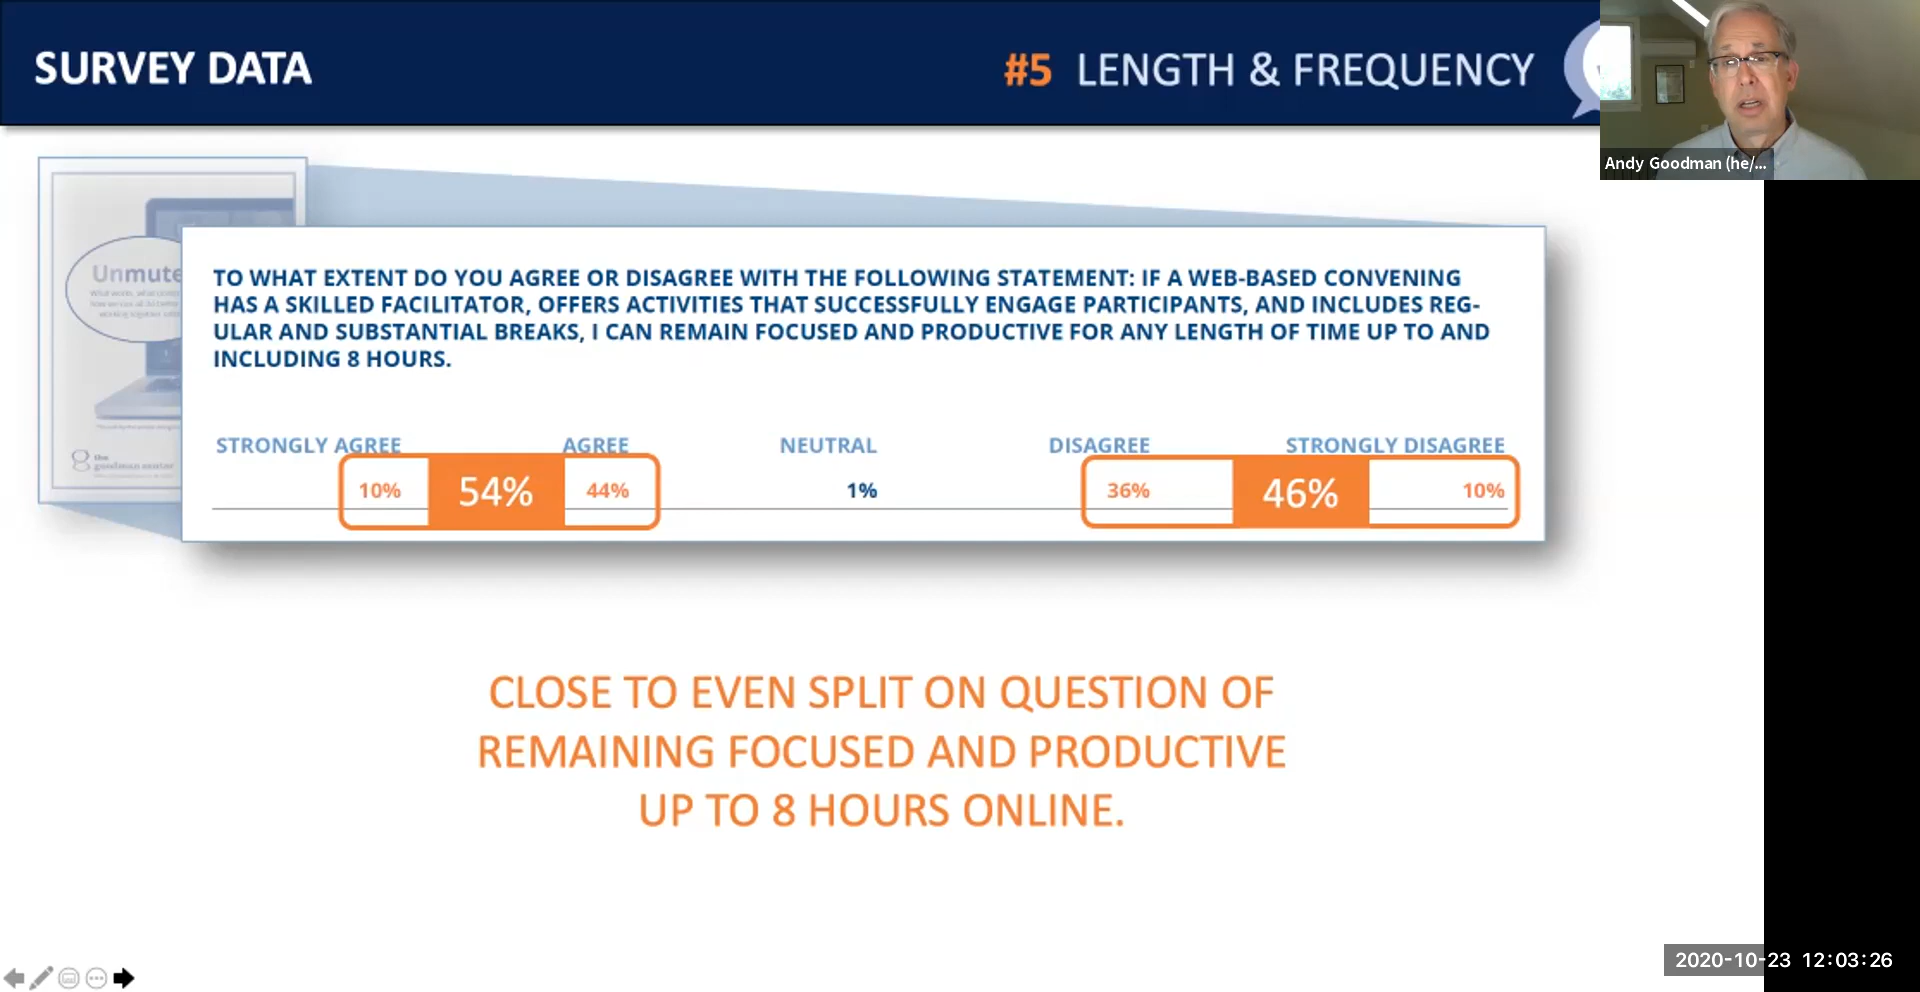 SURVEY DATA
#5 LENGTH & FREQUENCY
Andy Goodman (he/...
Unmute
TO WHAT EXTENT DO YOU AGREE OR DISAGREE WITH THE FOLLOWING STATEMENT: IF A WEB-BASED CONVENING
HAS A SKILLED FACILITATOR, OFFERS ACTIVITIES THAT SUCCESSFULLY ENGAGE PARTICIPANTS, AND INCLUDES REG-
ULAR AND SUBSTANTIAL BREAKS, I CAN REMAIN FOCUSED AND PRODUCTIVE FOR ANY LENGTH OF TIME UP TO AND
INCLUDING 8 HOURS.
STRONGLY AGREE AGREE NEUTRAL DISAGREE STRONGLY DISAGREE
10% 54% 44% 1% 36% 46% 10%
the
goodman center
CLOSE TO EVEN SPLIT ON QUESTION OF
REMAINING FOCUSED AND PRODUCTIVE
UP TO 8 HOURS ONLINE.
2020-10-23 12:03:26